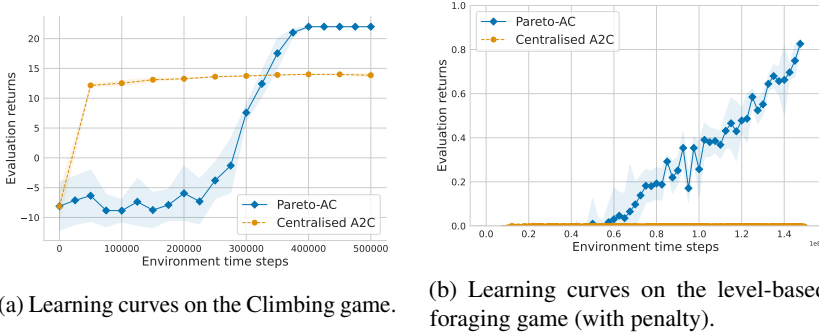 Evaluation returns
20
15
10
5
0
−5
−10
0
100000
200000
300000
400000
500000
Environment time steps
Pareto-AC
Centralised A2C
(a) Learning curves on the Climbing game.
Evaluation returns
1.0
0.8
0.6
0.4
0.2
0.0
Pareto-AC
Centralised A2C
0.0
0.2
0.4
0.6
0.8
1.0
1.2
1.4
Environment time steps
(b) Learning curves on the level-based
foraging game (with penalty).